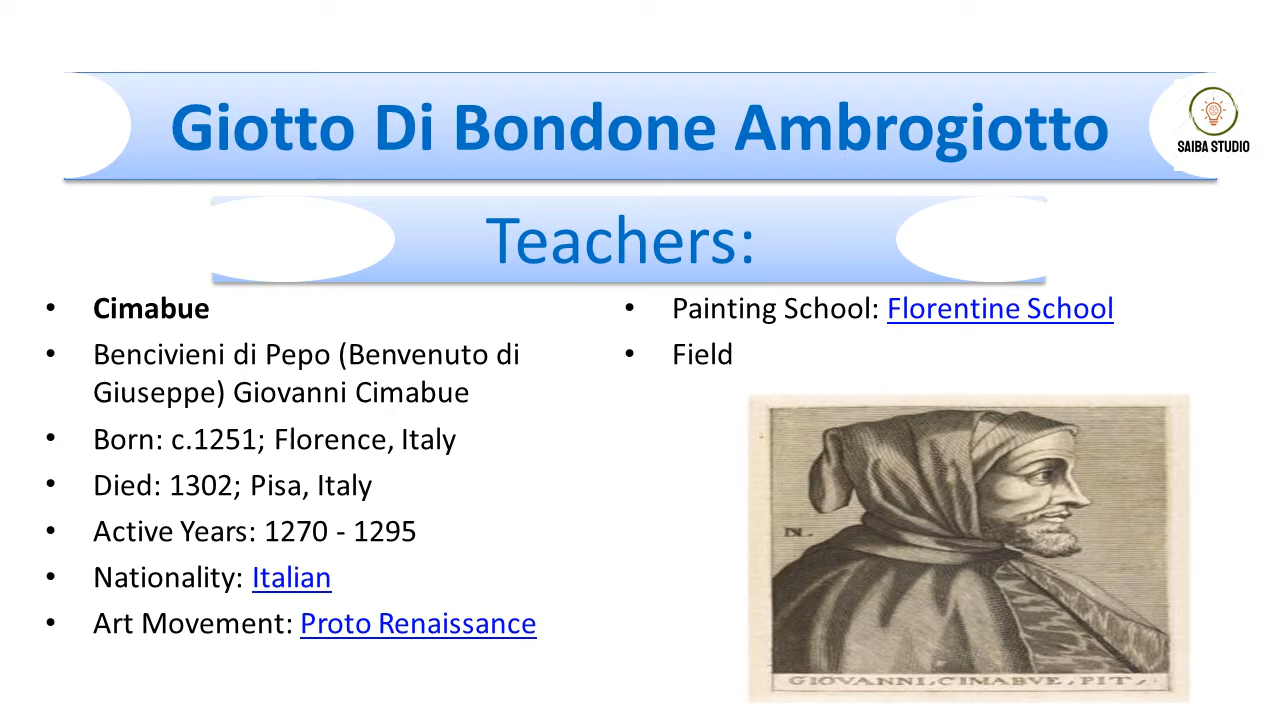 Giotto Di Bondone Ambrogiotto
SAIBA STUDIO
Teachers:
• Cimabue
• Bencivieni di Pepo (Benvenuto di
Giuseppe) Giovanni Cimabue
• Born: c.1251; Florence, Italy
• Died: 1302; Pisa, Italy
• Active Years: 1270 - 1295
• Nationality: Italian
• Art Movement: Proto Renaissance
• Painting School: Florentine School
• Field
N.
GIOVANNI, CIMABVE, PIT,